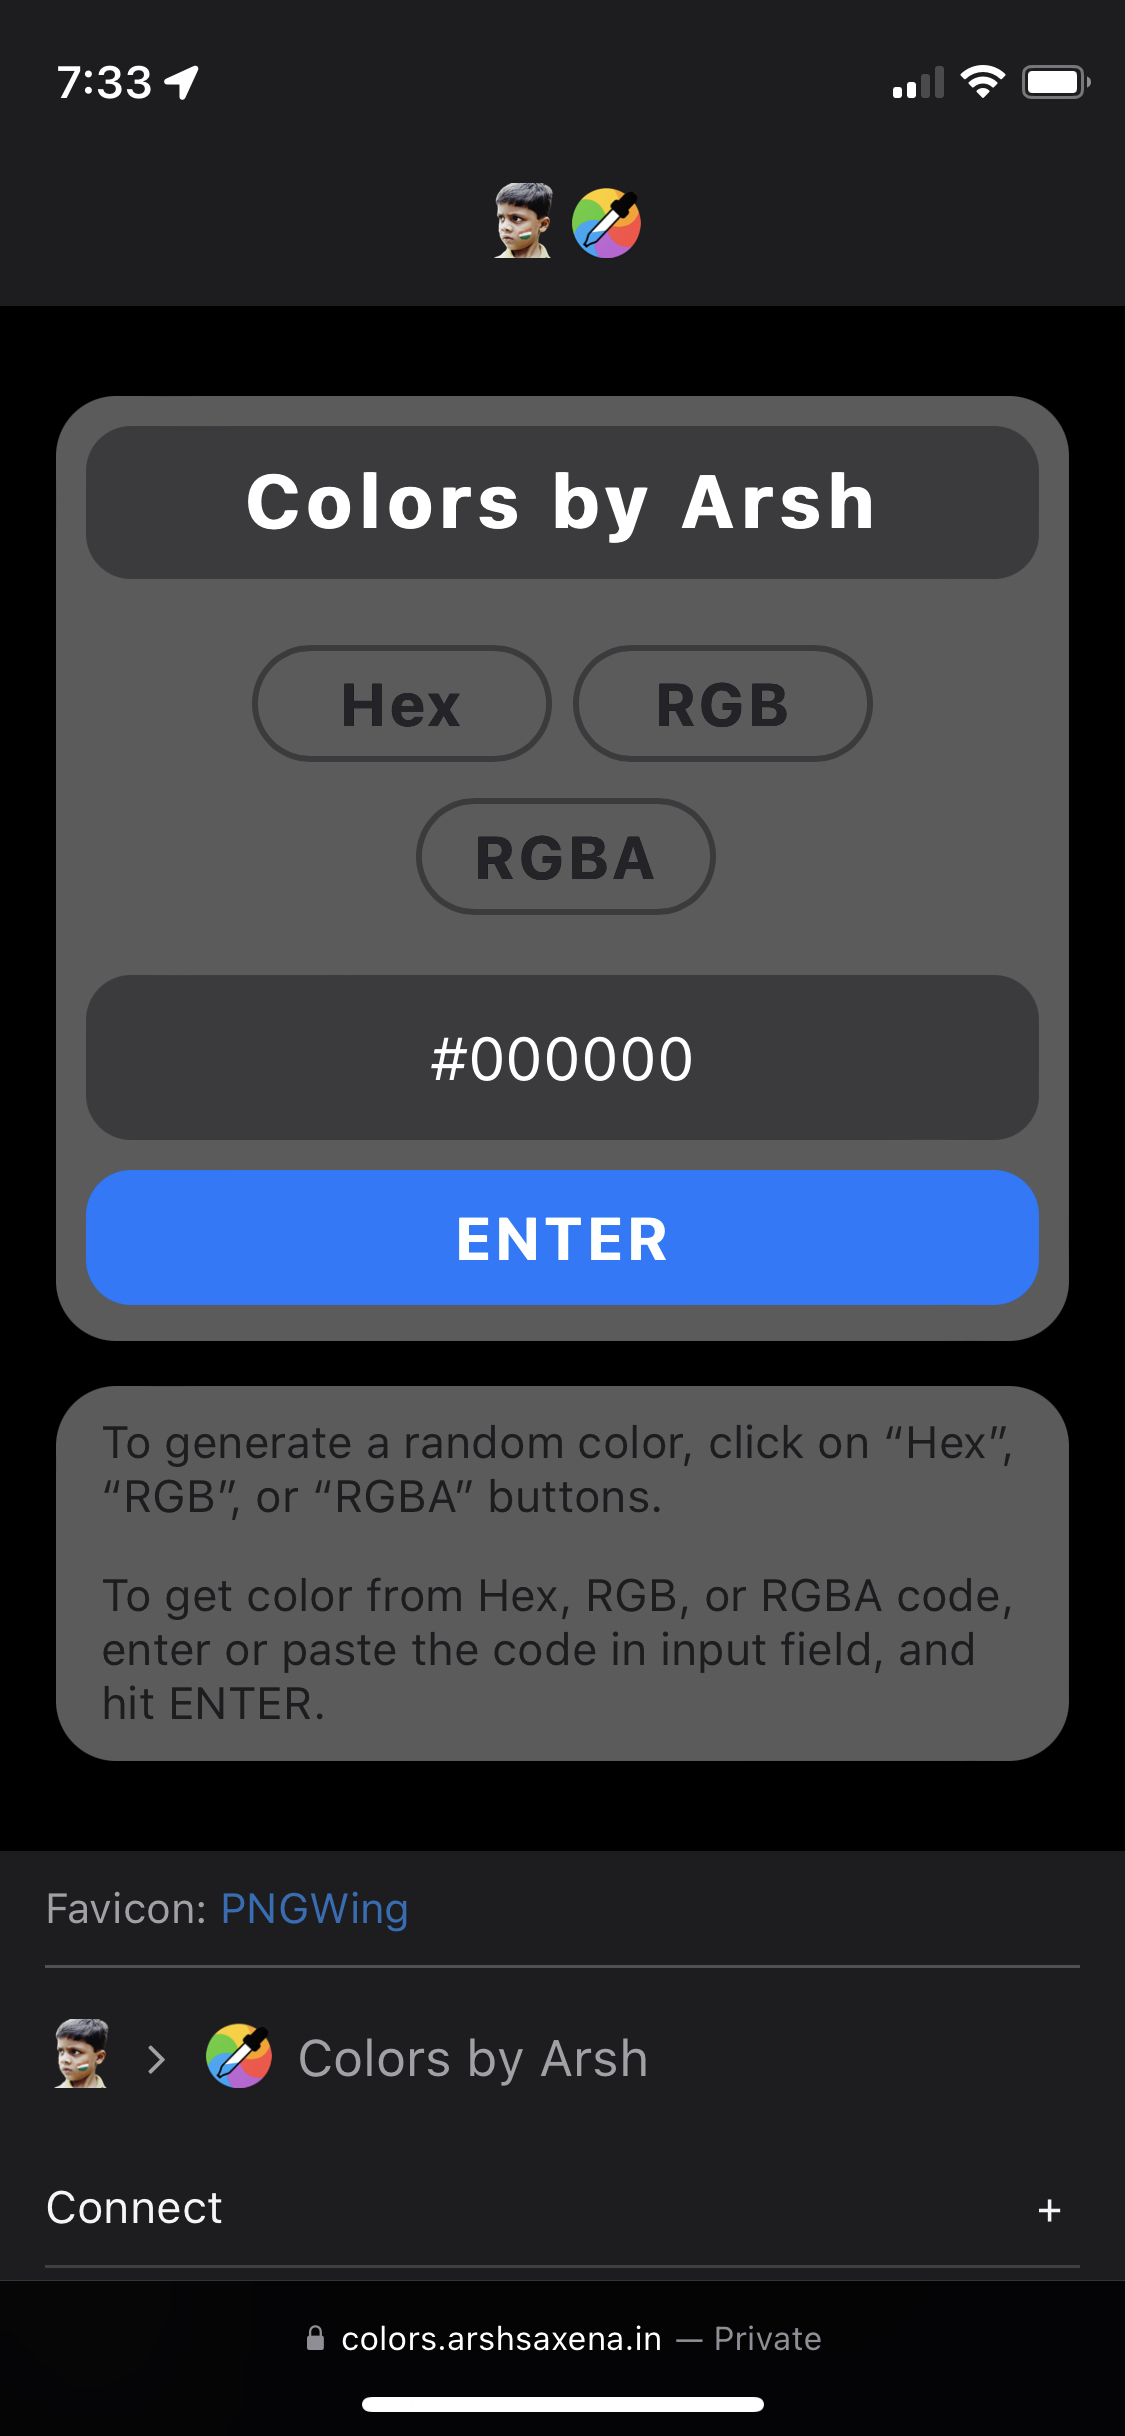 7:33
Colors by Arsh
Hex
RGB
RGBA
#000000
ENTER
To generate a random color, click on “Hex”,
“RGB”, or “RGBA” buttons.
To get color from Hex, RGB, or RGBA code,
enter or paste the code in input field, and
hit ENTER.
Favicon: PNGWing
> Colors by Arsh
Connect +
colors.arshsaxena.in — Private